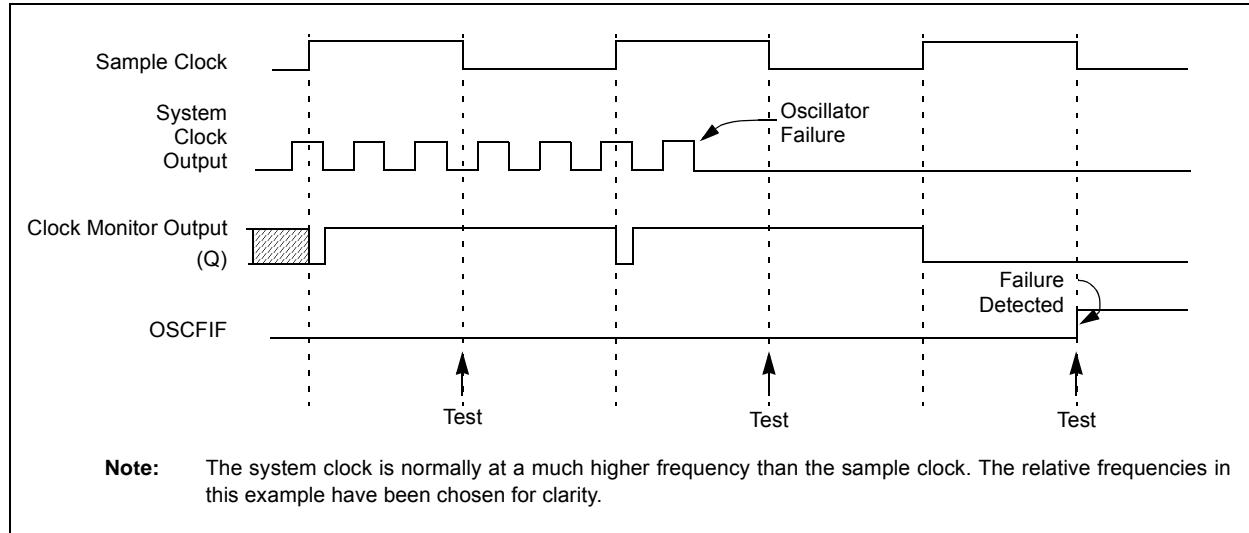 Sample Clock
System
Clock
Output
Oscillator
Failure
Clock Monitor Output
(Q)
Failure
Detected
OSCFIF
Test
Test
Test
Note: The system clock is normally at a much higher frequency than the sample clock. The relative frequencies in
this example have been chosen for clarity.